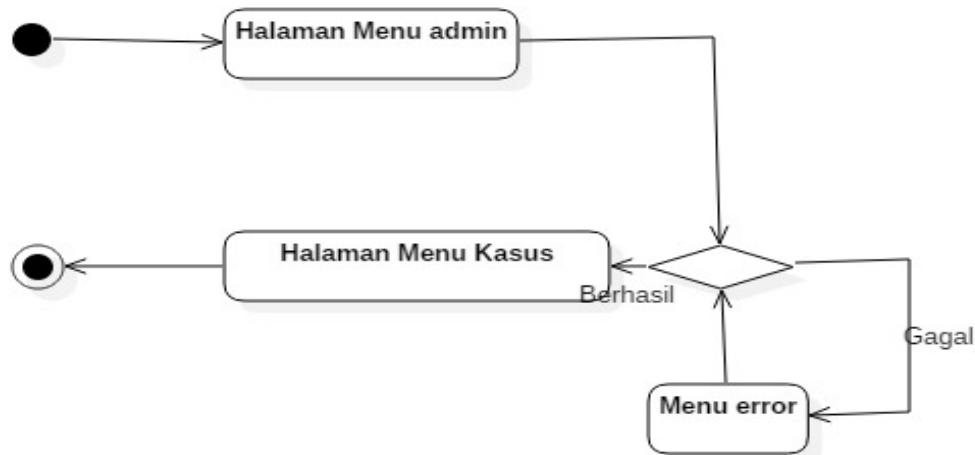 Halaman Menu admin
Halaman Menu Kasus
Berhasil
Gagal
Menu error